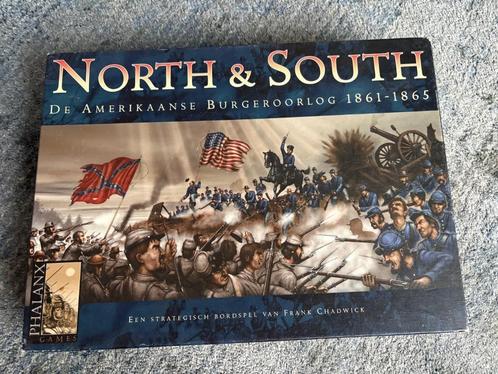 NORTH & SOUTH
DE AMERIKAANSE BURGEROORLOG 1861-1865
PHALANX
GAMES
EEN STRATEGISCH BORDSPEL VAN FRANK CHADWICK